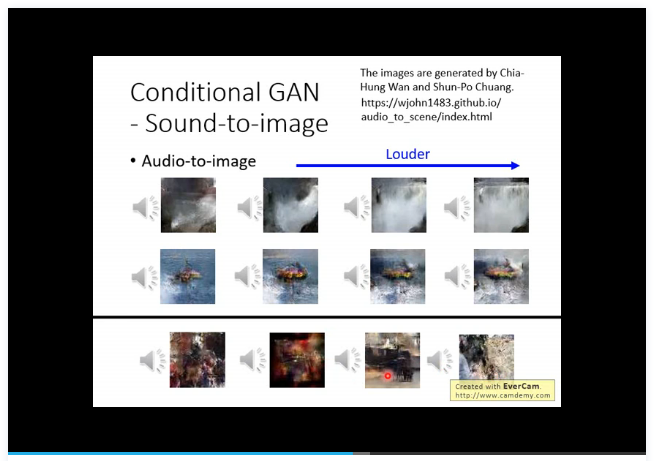 Conditional GAN
- Sound-to-image
The images are generated by Chia-
Hung Wan and Shun-Po Chuang.
https://wjohn1483.github.io/
audio_to_scene/index.html
• Audio-to-image
Louder
Created with EverCam.
http://www.camdemy.com